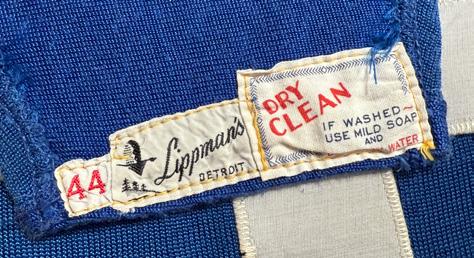 44
Lippman's
DETROIT
DRY
CLEAN
IF WASHED~
USE MILD SOAP
AND
WATER